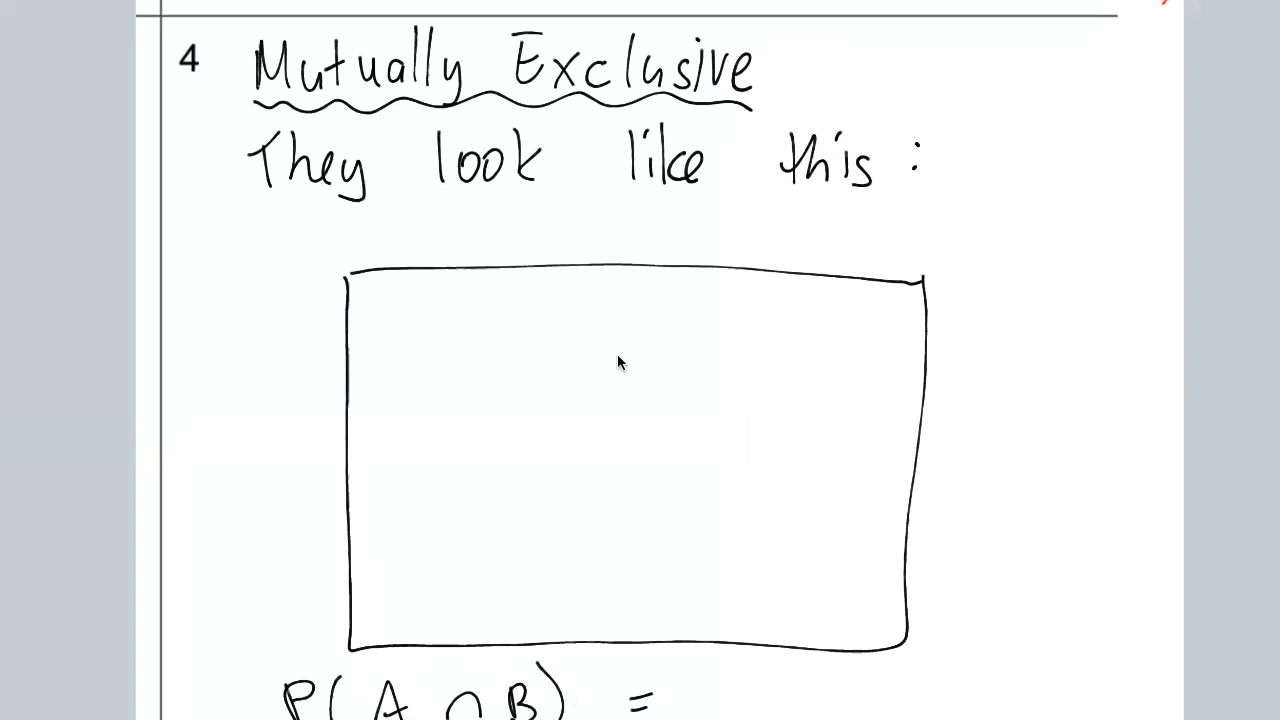 4 Mutually Exclusive
They look like this :
P( A ∩ B) =